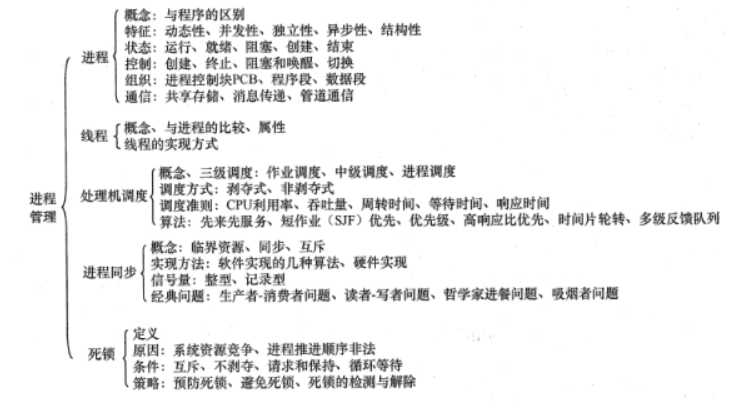 概念：与程序的区别
特征：动态性、并发性、独立性、异步性、结构性
状态：运行、就绪、阻塞、创建、结束
进程
控制：创建、终止、阻塞和唤醒、切换
组织：进程控制块PCB、程序段、数据段
通信：共享存储、消息传递、管道通信
概念、与进程的比较、属性
线程
线程的实现方式
概念、三级调度：作业调度、中级调度、进程调度
调度方式：剥夺式、非剥夺式
进程
管理
处理机调度
调度准则：CPU利用率、吞吐量、周转时间、等待时间、响应时间
算法：先来先服务、短作业（SJF）优先、优先级、高响应比优先、时间片轮转、多级反馈队列
概念：临界资源、同步、互斥
实现方法：软件实现的几种算法、硬件实现
进程同步
信号量：整型、记录型
经典问题：生产者-消费者问题、读者-写者问题、哲学家进餐问题、吸烟者问题
定义
原因：系统资源竞争、进程推进顺序非法
死锁
条件：互斥、不剥夺、请求和保持、循环等待
策略：预防死锁、避免死锁、死锁的检测与解除